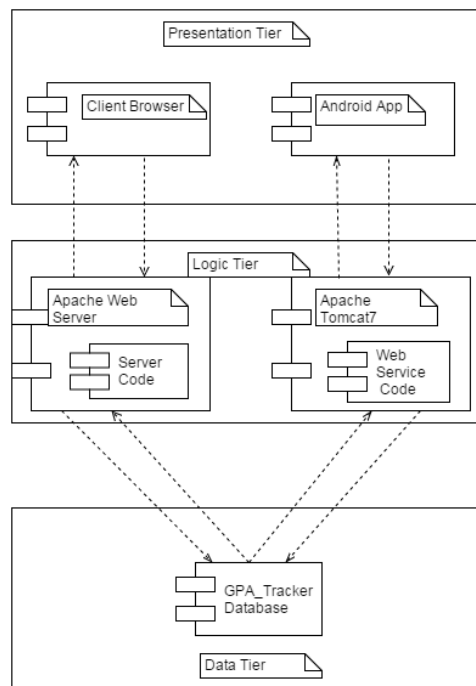 Presentation Tier
Client Browser
Android App
Logic Tier
Apache Web
Server
Server
Code
Apache
Tomcat7
Web
Service
Code
GPA_Tracker
Database
Data Tier